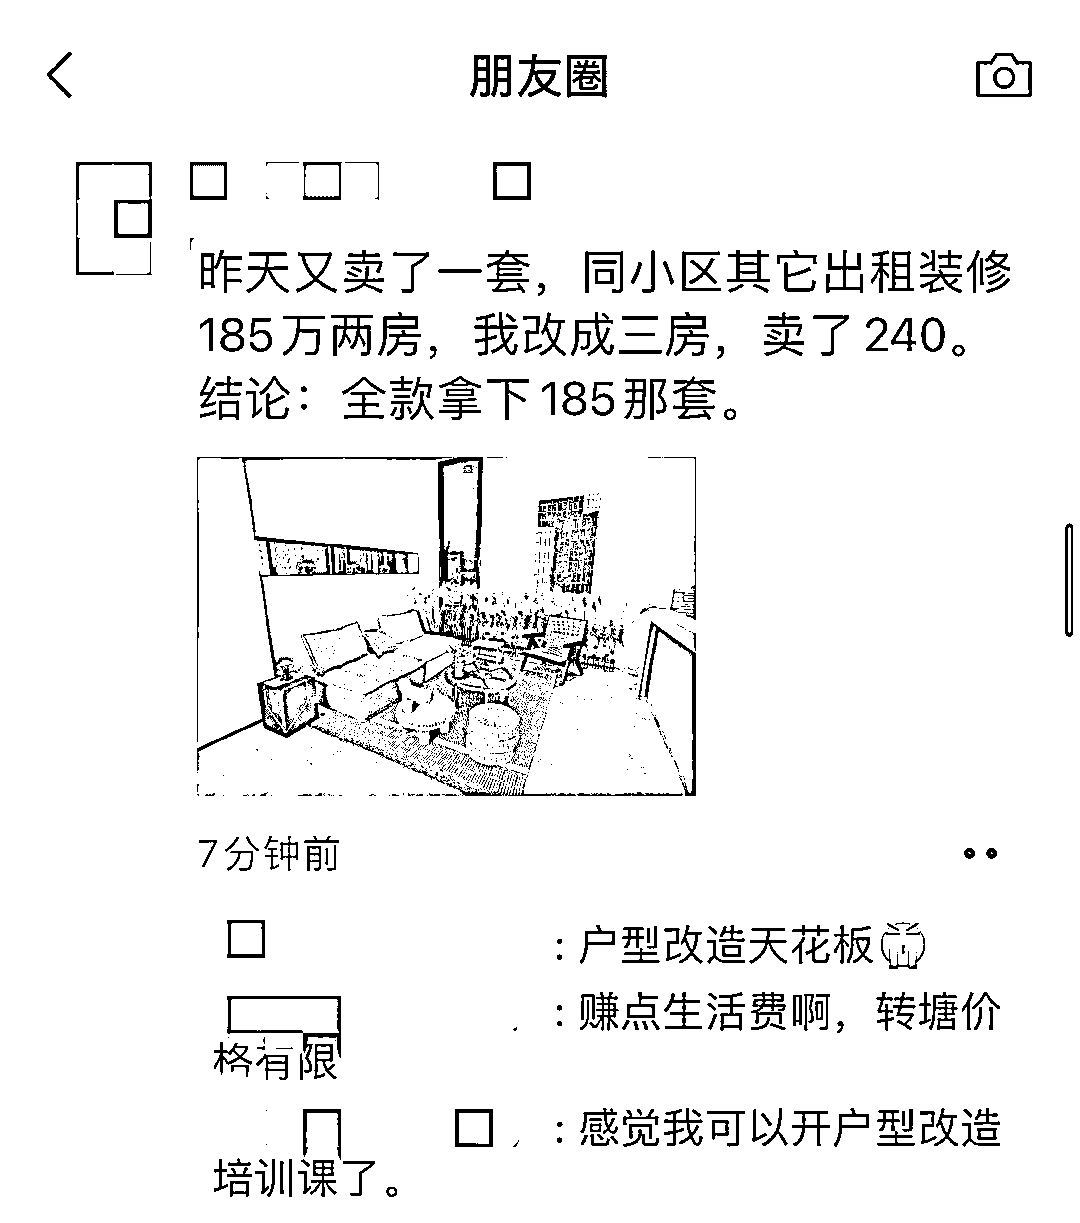 朋友圈
昨天又卖了一套，同小区其它出租装修
185万两房，我改成三房，卖了240。
结论：全款拿下185那套。
7分钟前
：户型改造天花板
：赚点生活费啊，转塘价
格有限
：感觉我可以开户型改造
培训课了。